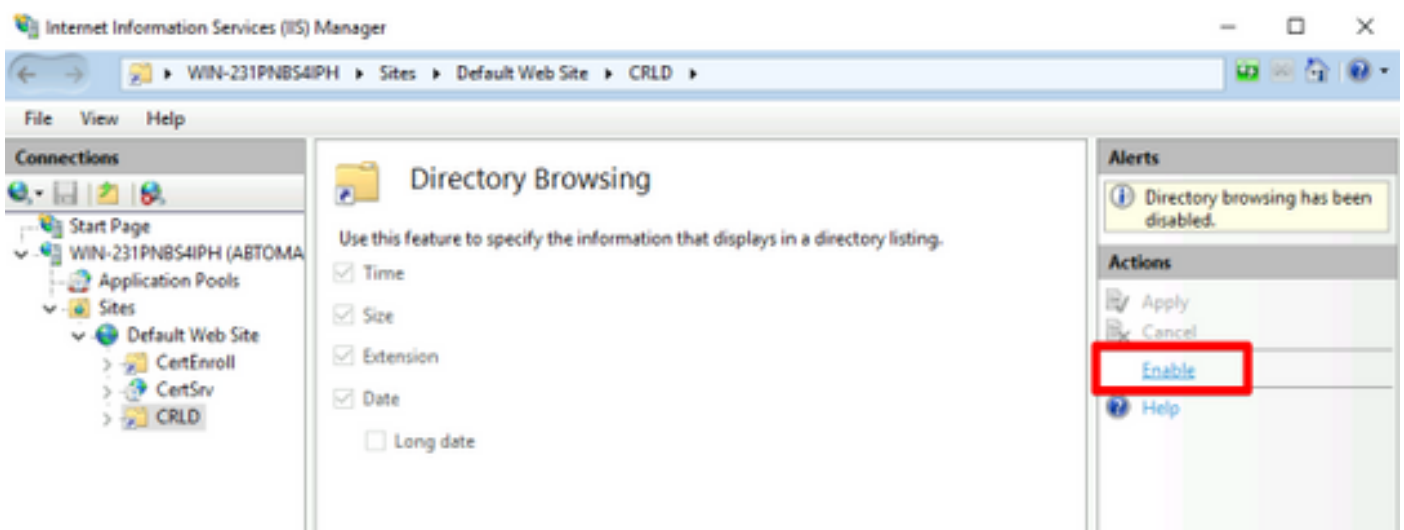 Internet Information Services (IIS) Manager
WIN-231PNBS4IPH ▸ Sites ▸ Default Web Site ▸ CRLD ▸
File View Help
Connections
Start Page
WIN-231PNBS4IPH (ABTOMA
Application Pools
Sites
Default Web Site
CertEnroll
CertSrv
CRLD
Directory Browsing
Use this feature to specify the information that displays in a directory listing.
Time
Size
Extension
Date
Long date
Alerts
Directory browsing has been
disabled.
Actions
Apply
Cancel
Enable
Help